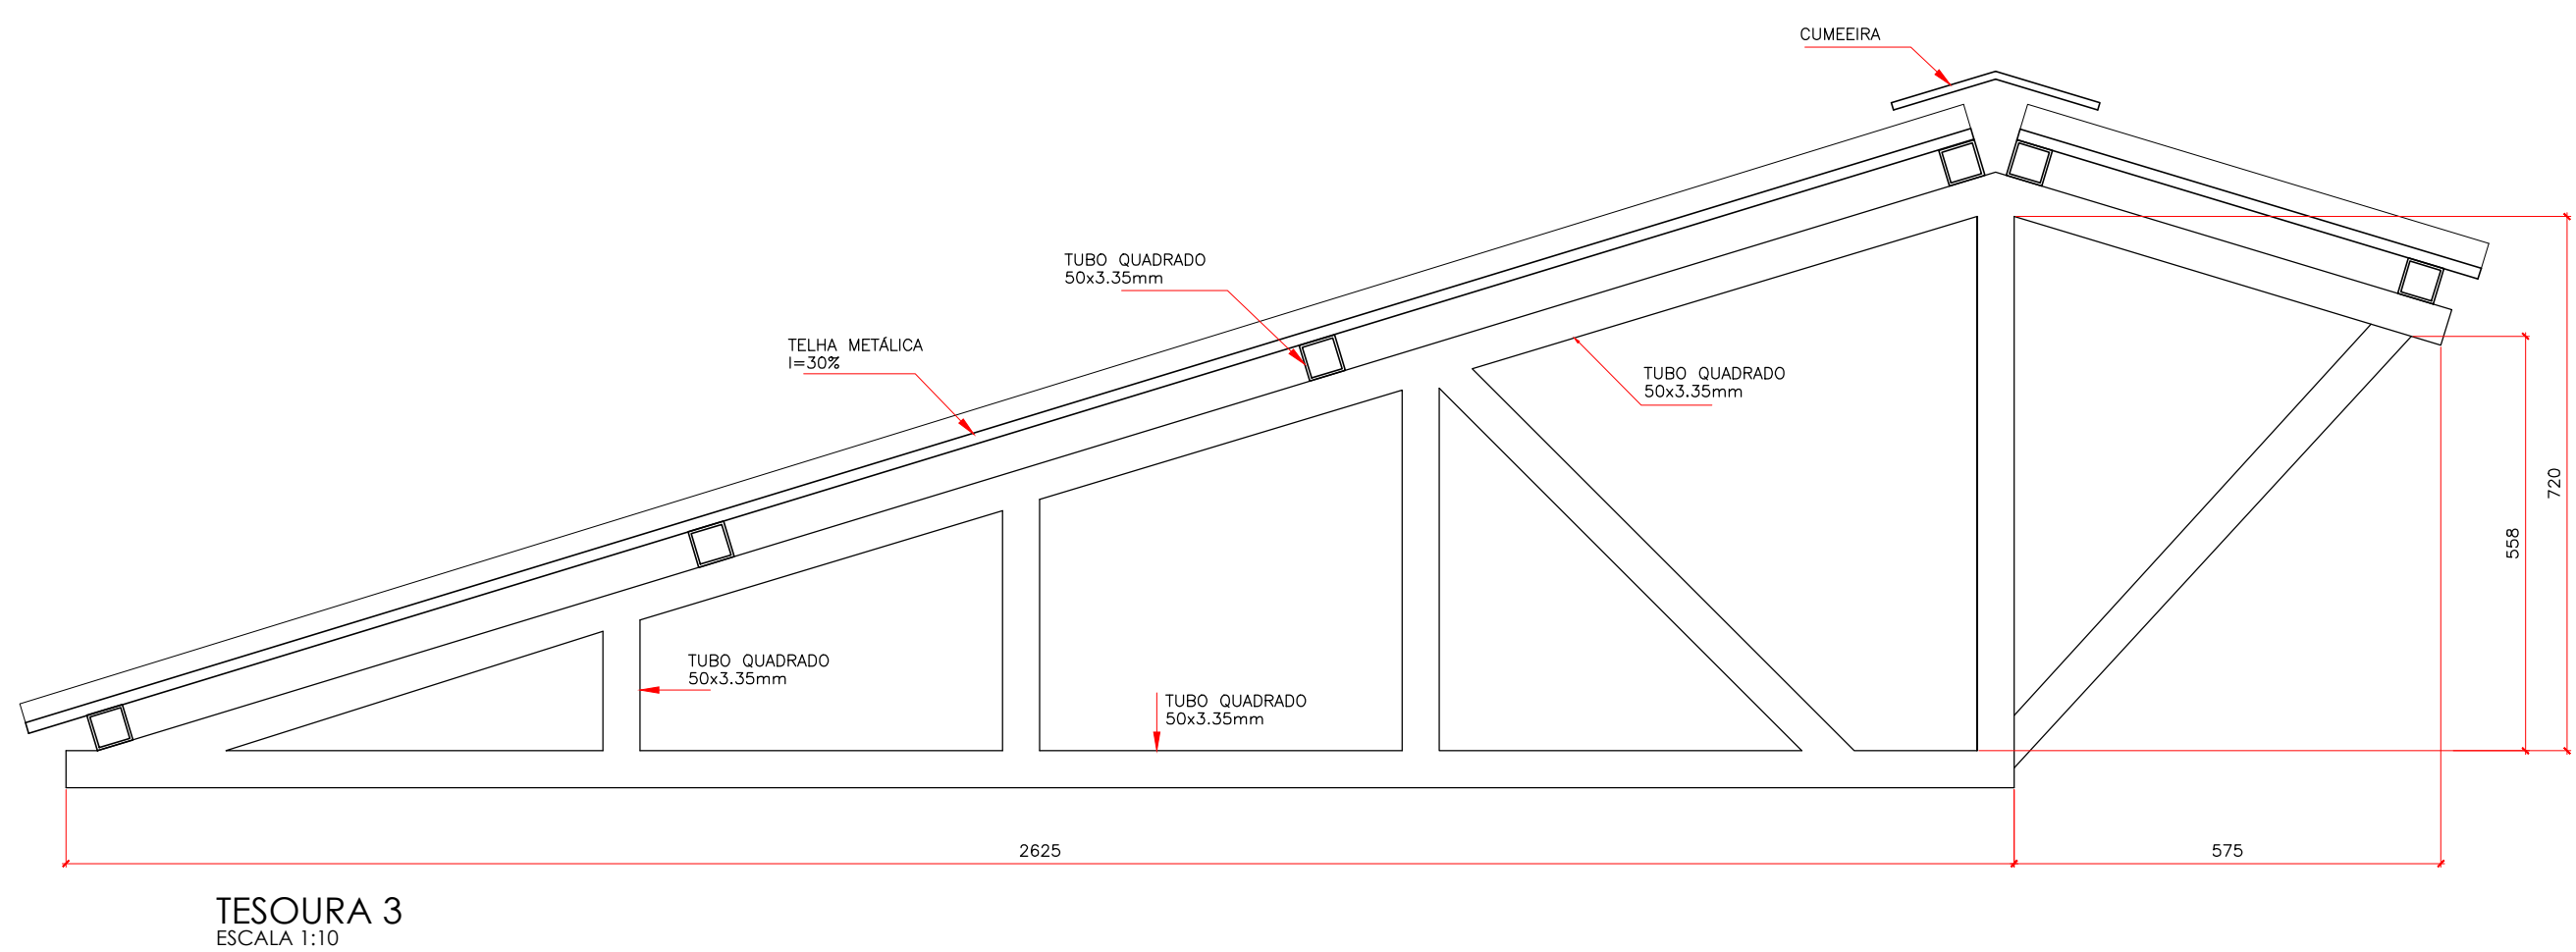 CUMEEIRA
TUBO QUADRADO
50x3.35mm
TELHA METÁLICA
I=30%
TUBO QUADRADO
50x3.35mm
TUBO QUADRADO
50x3.35mm
TUBO QUADRADO
50x3.35mm
720
558
2625
575
TESOURA 3
ESCALA 1:10